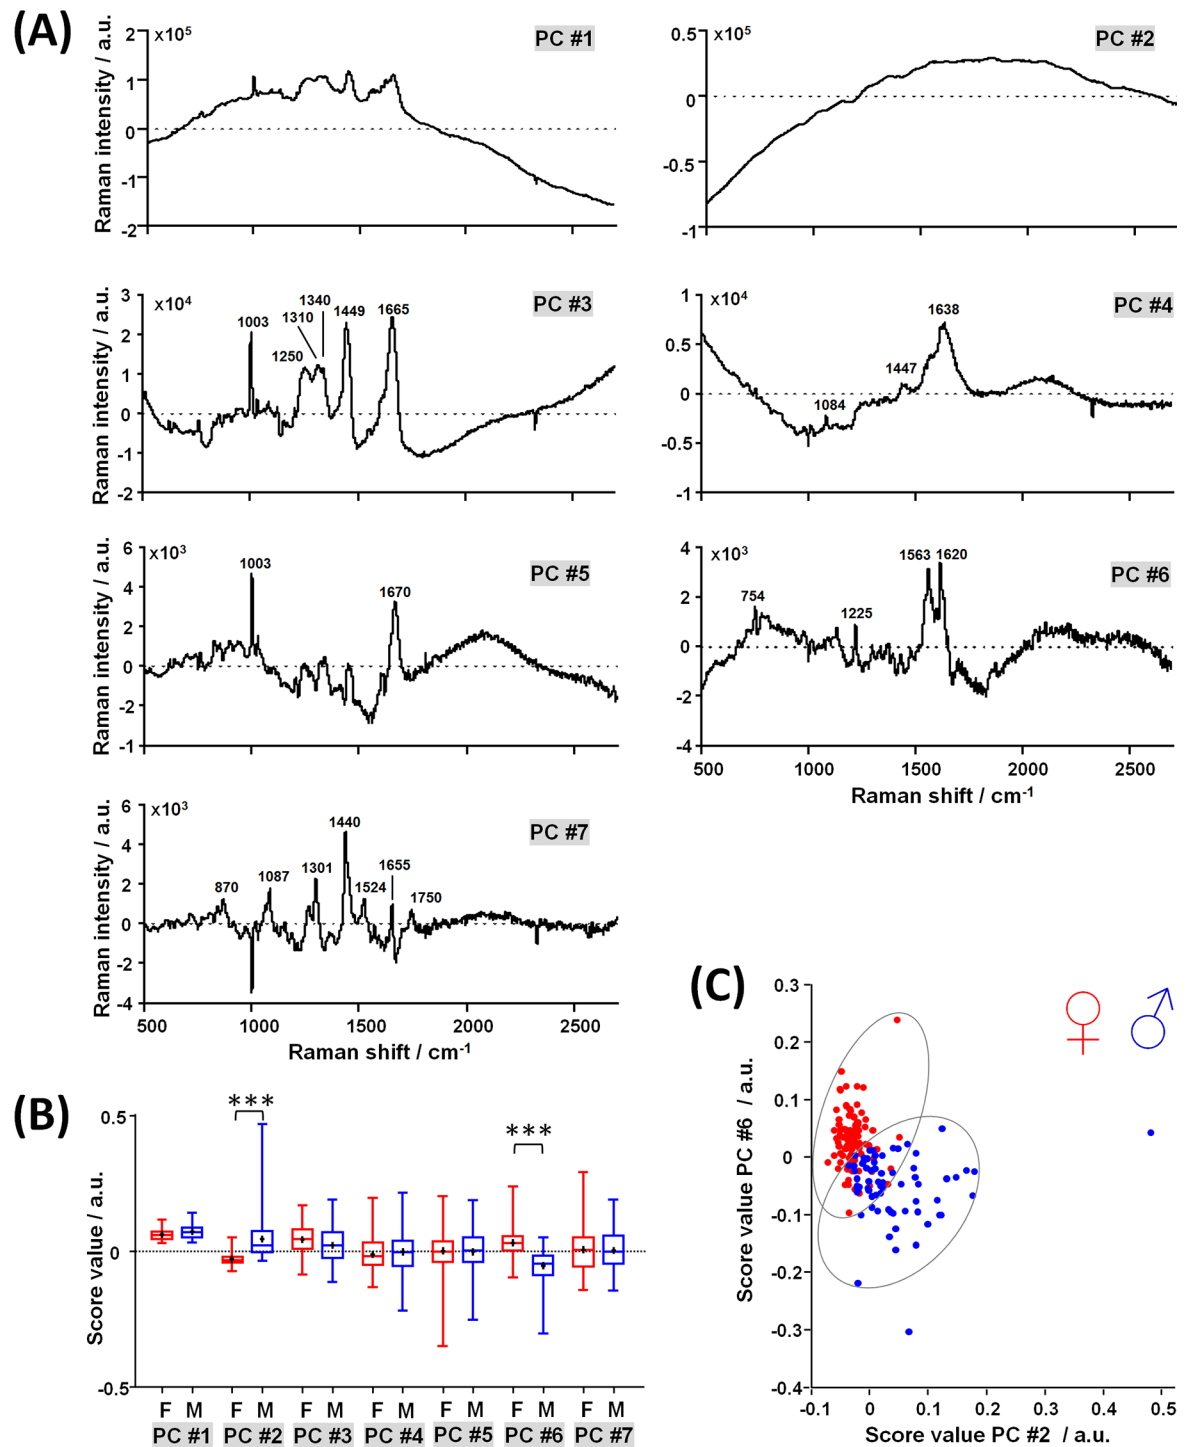 (A)
x10⁵
PC #1
2
1
0
-1
-2
Raman intensity / a.u.
x10⁵
PC #2
0.5
0
-0.5
-1
x10⁴
PC #3
3
2
1
0
-1
-2
Raman intensity / a.u.
1003
1250
1310
1340
1449
1665
x10⁴
PC #4
1
0.5
0
-0.5
-1
1084
1447
1638
x10³
PC #5
6
4
2
0
-2
-1
Raman intensity / a.u.
1003
1670
500 1000 1500 2000 2500
x10³
PC #6
4
2
0
-2
-4
754
1225
1563
1620
500 1000 1500 2000 2500
Raman shift / cm⁻¹
x10³
PC #7
6
4
2
0
-2
-4
Raman intensity / a.u.
870
1087
1301
1440
1524
1655
1750
500 1000 1500 2000 2500
Raman shift / cm⁻¹
(B)
0.5
0
-0.5
Score value / a.u.
***
***
F M F M F M F M F M F M F M
PC #1 PC #2 PC #3 PC #4 PC #5 PC #6 PC #7
(C)
♀ ♂
0.3
0.2
0.1
0
-0.1
-0.2
-0.3
-0.4
Score value PC #6 / a.u.
-0.1 0 0.1 0.2 0.3 0.4 0.5
Score value PC #2 / a.u.